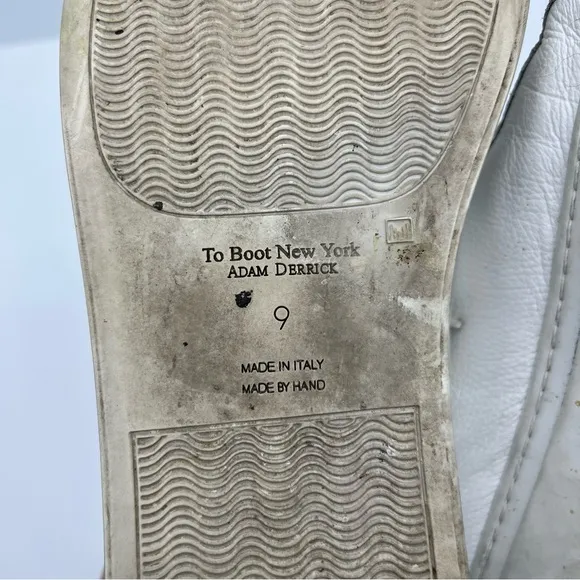 To Boot New York
ADAM DERRICK
9
MADE IN ITALY
MADE BY HAND